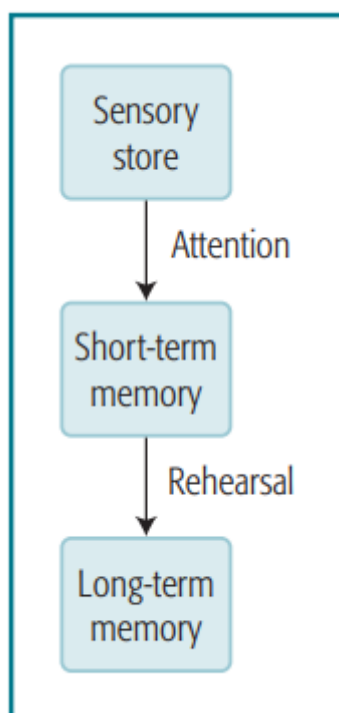 Sensory
store
Attention
Short-term
memory
Rehearsal
Long-term
memory